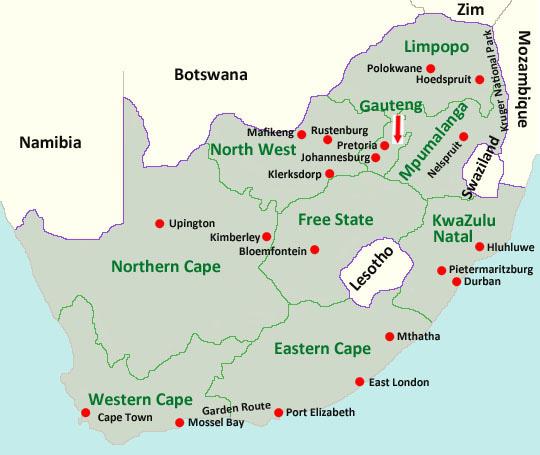 Zim
Limpopo
Mozambique
Kruger National Park
Polokwane
Hoedspruit
Botswana
Gauteng
Namibia
Mafikeng
Rustenburg
North West
Pretoria
Johannesburg
Mpumalanga
Nelspruit
Swaziland
Klerksdorp
Upington
Free State
KwaZulu
Natal
Kimberley
Bloemfontein
Hluhluwe
Northern Cape
Lesotho
Pietermaritzburg
Durban
Mthatha
Eastern Cape
East London
Western Cape
Garden Route
Cape Town
Port Elizabeth
Mossel Bay